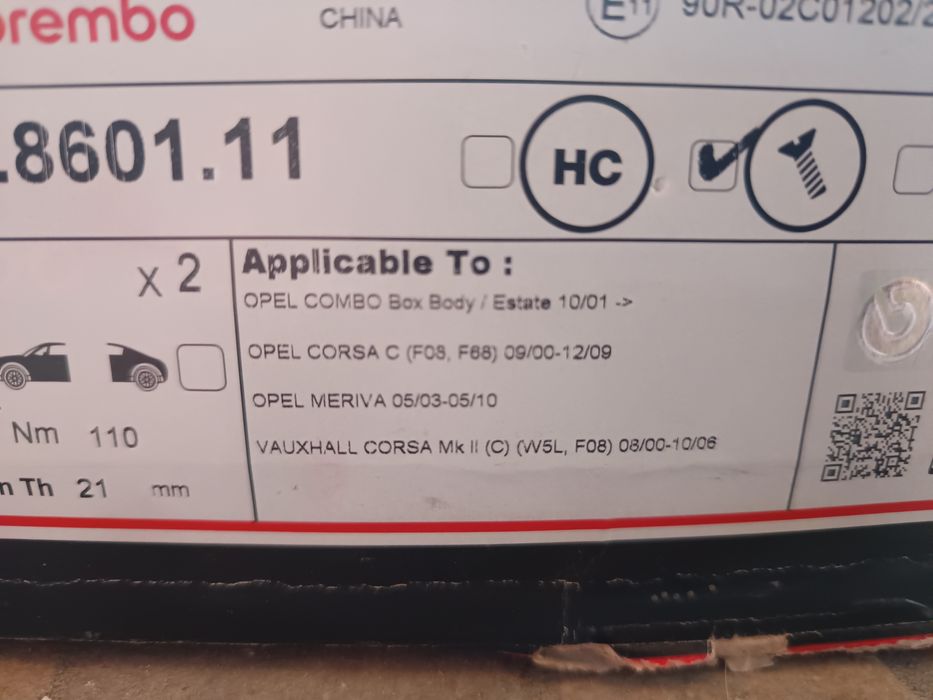 brembo
CHINA
E11
90R-02C01202/2
.8601.11
HC
x 2
Applicable To :
OPEL COMBO Box Body / Estate 10/01 ->
OPEL CORSA C (F08, F68) 09/00-12/09
OPEL MERIVA 05/03-05/10
VAUXHALL CORSA Mk II (C) (W5L, F08) 08/00-10/06
Nm 110
n Th 21 mm